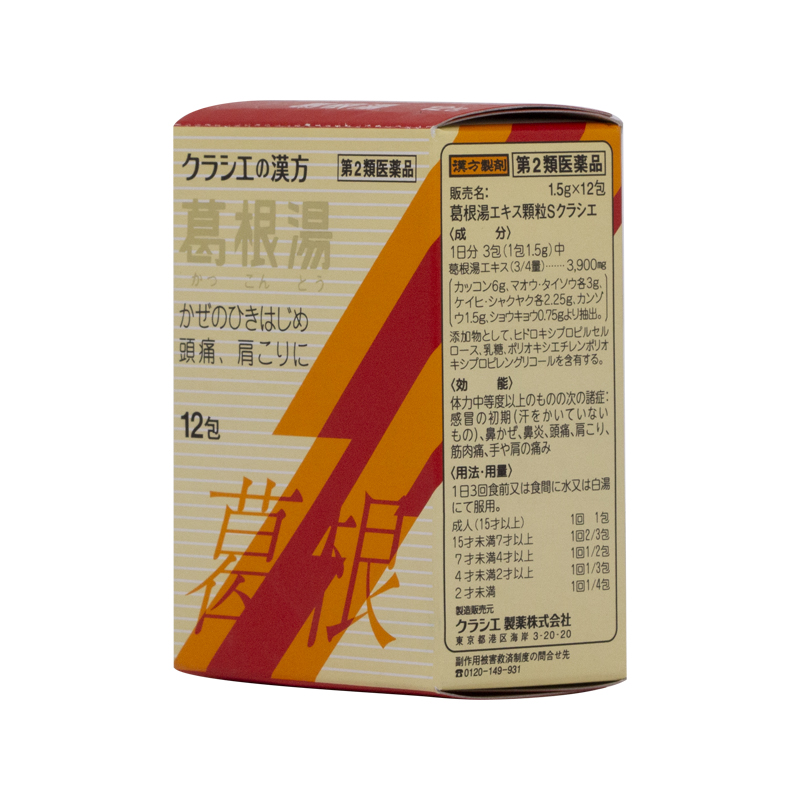 クラシエの漢方 第2類医薬品
葛根湯
かっ こん とう
かぜのひきはじめ
頭痛、肩こりに
12包
葛根
漢方製剤 第2類医薬品
販売名: 1.5g×12包
葛根湯エキス顆粒Sクラシエ
〈成 分〉
1日分 3包(1包1.5g)中
葛根湯エキス(3/4量)……3,900mg
カッコン6g、マオウ・タイソウ各3g、
ケイヒ・シャクヤク各2.25g、カンゾ
ウ1.5g、ショウキョウ0.75gより抽出。
添加物として、ヒドロキシプロピルセル
ロース、乳糖、ポリオキシエチレンポリオ
キシプロピレングリコールを含有する。
〈効 能〉
体力中等度以上のものの次の諸症:
感冒の初期(汗をかいていない
もの)、鼻かぜ、鼻炎、頭痛、肩こり、
筋肉痛、手や肩の痛み
〈用法・用量〉
1日3回食前又は食間に水又は白湯
にて服用。
成人(15才以上) 1回 1包
15才未満7才以上 1回2/3包
7才未満4才以上 1回1/2包
4才未満2才以上 1回1/3包
2才未満 1回1/4包
製造販売元
クラシエ製薬株式会社
東京都港区海岸 3-20-20
副作用被害救済制度の問合せ先
☎0120-149-931